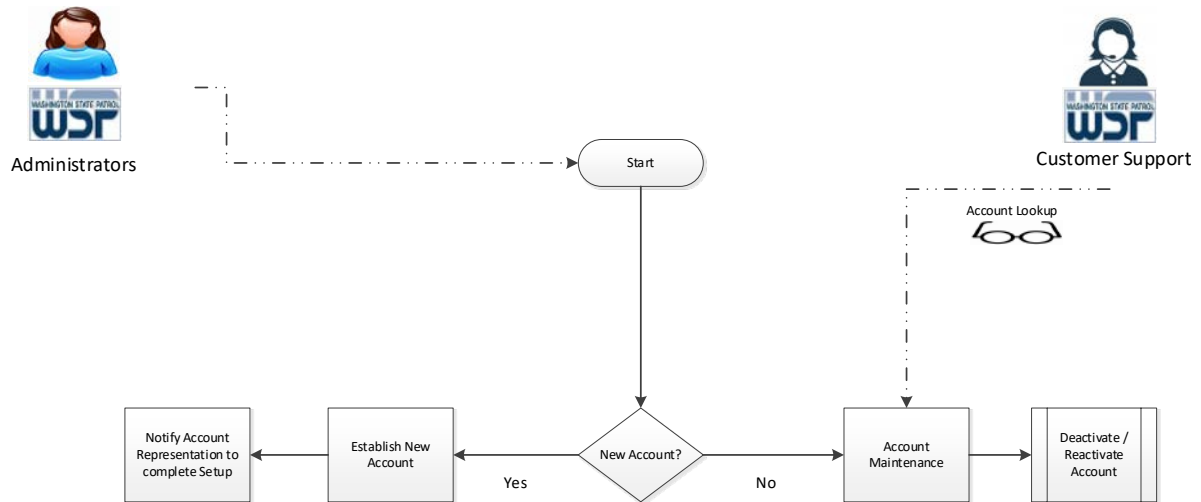 WASHINGTON STATE PATROL
WSP
Administrators
WASHINGTON STATE PATROL
WSP
Customer Support
Start
Account Lookup
Notify Account
Representation to
complete Setup
Establish New
Account
New Account?
Account
Maintenance
Deactivate /
Reactivate
Account
Yes
No